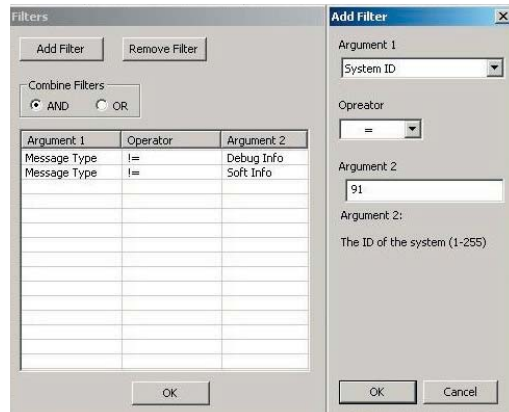 Filters
Add Filter
Remove Filter
Combine Filters
AND
OR
Argument 1 Operator Argument 2
Message Type != Debug Info
Message Type != Soft Info
OK
Add Filter
Argument 1
System ID
Opreator
=
Argument 2
91
Argument 2:
The ID of the system (1-255)
OK
Cancel